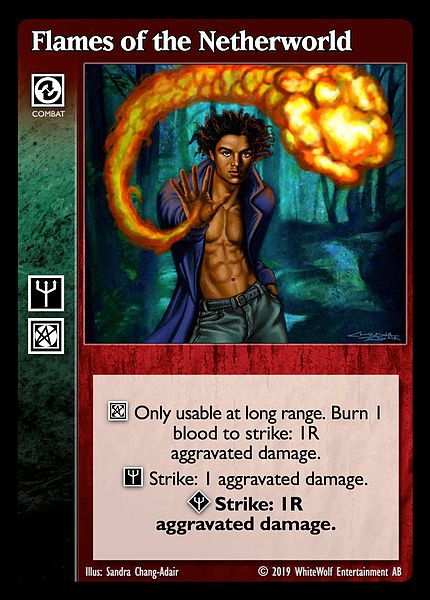 Flames of the Netherworld
COMBAT
Only usable at long range. Burn 1
blood to strike: 1R
aggravated damage.
Strike: 1 aggravated damage.
Strike: 1R
aggravated damage.
Illus: Sandra Chang-Adair
© 2019 WhiteWolf Entertainment AB